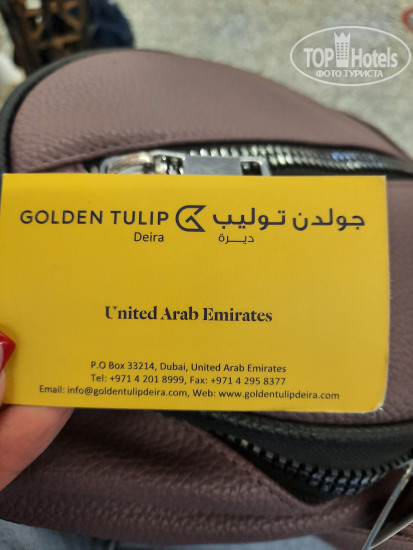 TOP Hotels
ФОТО ТУРИСТА
GOLDEN TULIP جولدن توليب
Deira ديـــرة
United Arab Emirates
P.O Box 33214, Dubai, United Arab Emirates
Tel: +971 4 201 8999, Fax: +971 4 295 8377
Email: info@goldentulipdeira.com, Web: www.goldentulipdeira.com